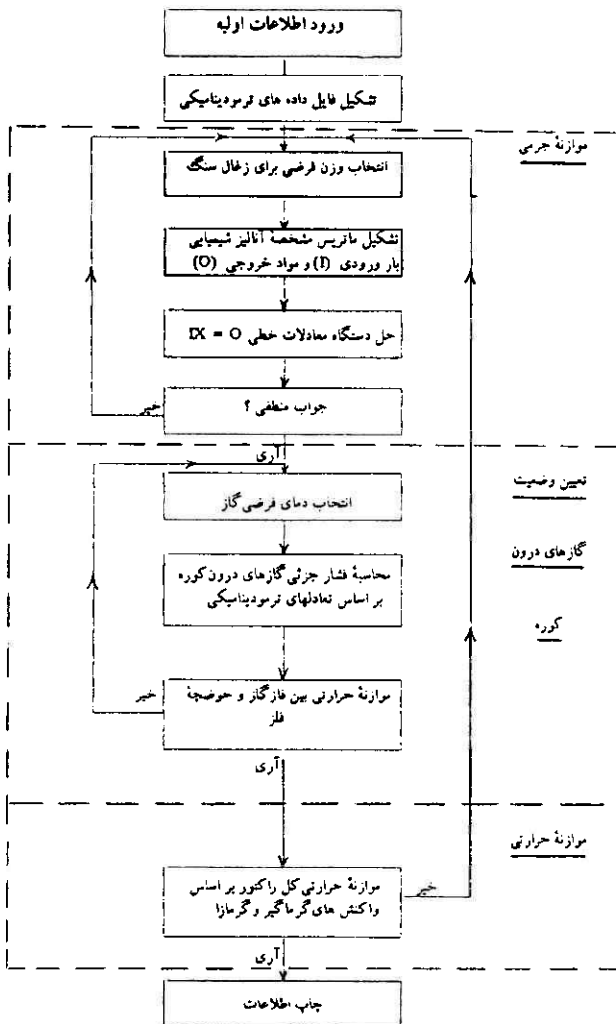 ورود اطلاعات اولیه
تشکیل فایل داده های ترمودینامیکی
موازنهٔ جرمی
انتخاب وزن فرضی برای زغال سنگ
تشکیل ماتریس مشخصهٔ آنالیز شیمیایی
بار ورودی (I) و مواد خروجی (O)
حل دستگاه معادلات خطی IX = O
جواب منطقی ؟
خیر
آری
تعیین وضعیت
گازهای درون
کوره
انتخاب دمای فرضی گاز
محاسبهٔ فشار جزئی گازهای درون کوره
بر اساس تعادلهای ترمودینامیکی
موازنهٔ حرارتی بین فاز گاز و حوضچهٔ
فلز
خیر
آری
موازنهٔ حرارتی
موازنهٔ حرارتی کل راکتور بر اساس
واکنش های گرماگیر و گرمازا
خیر
آری
چاپ اطلاعات